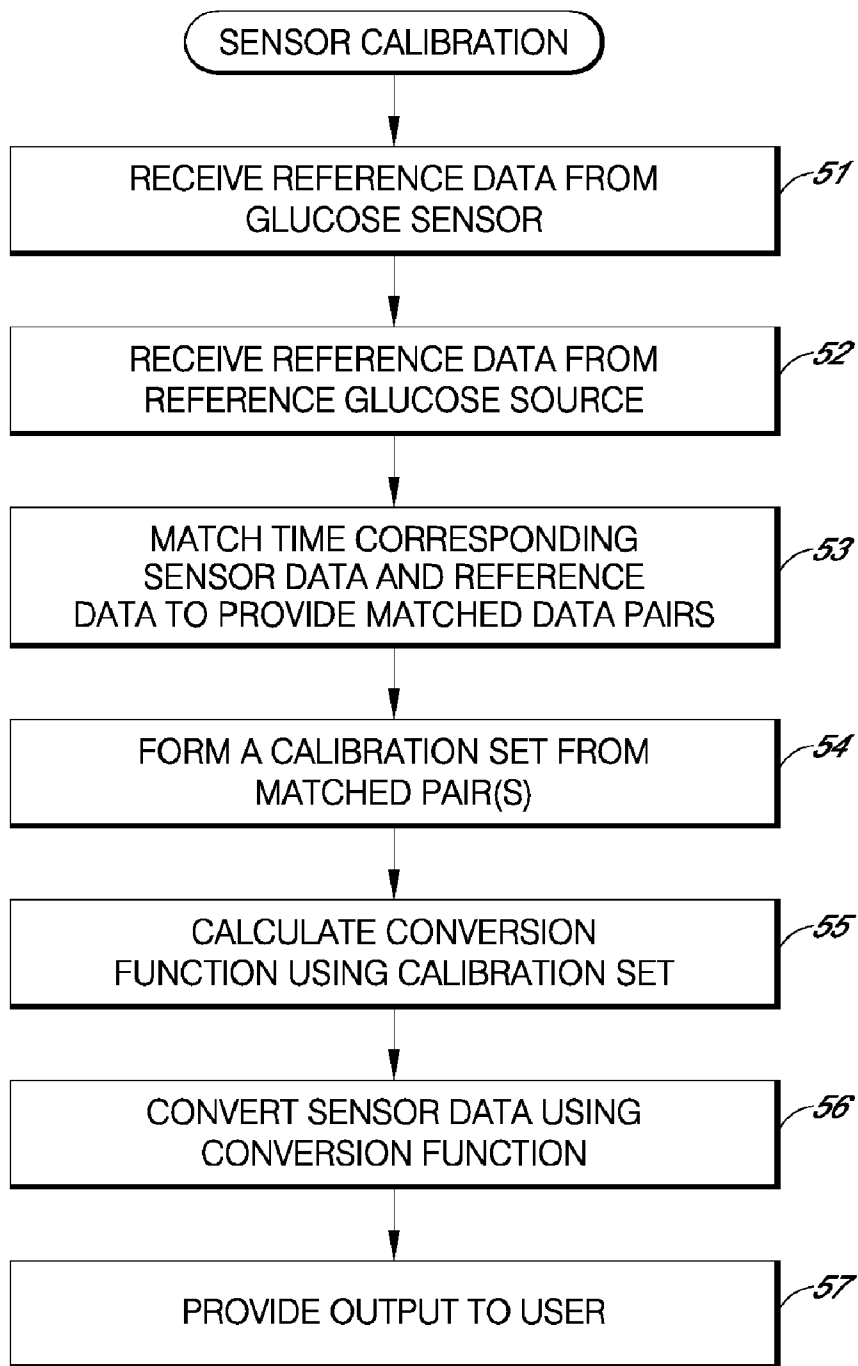 SENSOR CALIBRATION
RECEIVE REFERENCE DATA FROM
GLUCOSE SENSOR
51
RECEIVE REFERENCE DATA FROM
REFERENCE GLUCOSE SOURCE
52
MATCH TIME CORRESPONDING
SENSOR DATA AND REFERENCE
DATA TO PROVIDE MATCHED DATA PAIRS
53
FORM A CALIBRATION SET FROM
MATCHED PAIR(S)
54
CALCULATE CONVERSION
FUNCTION USING CALIBRATION SET
55
CONVERT SENSOR DATA USING
CONVERSION FUNCTION
56
PROVIDE OUTPUT TO USER
57